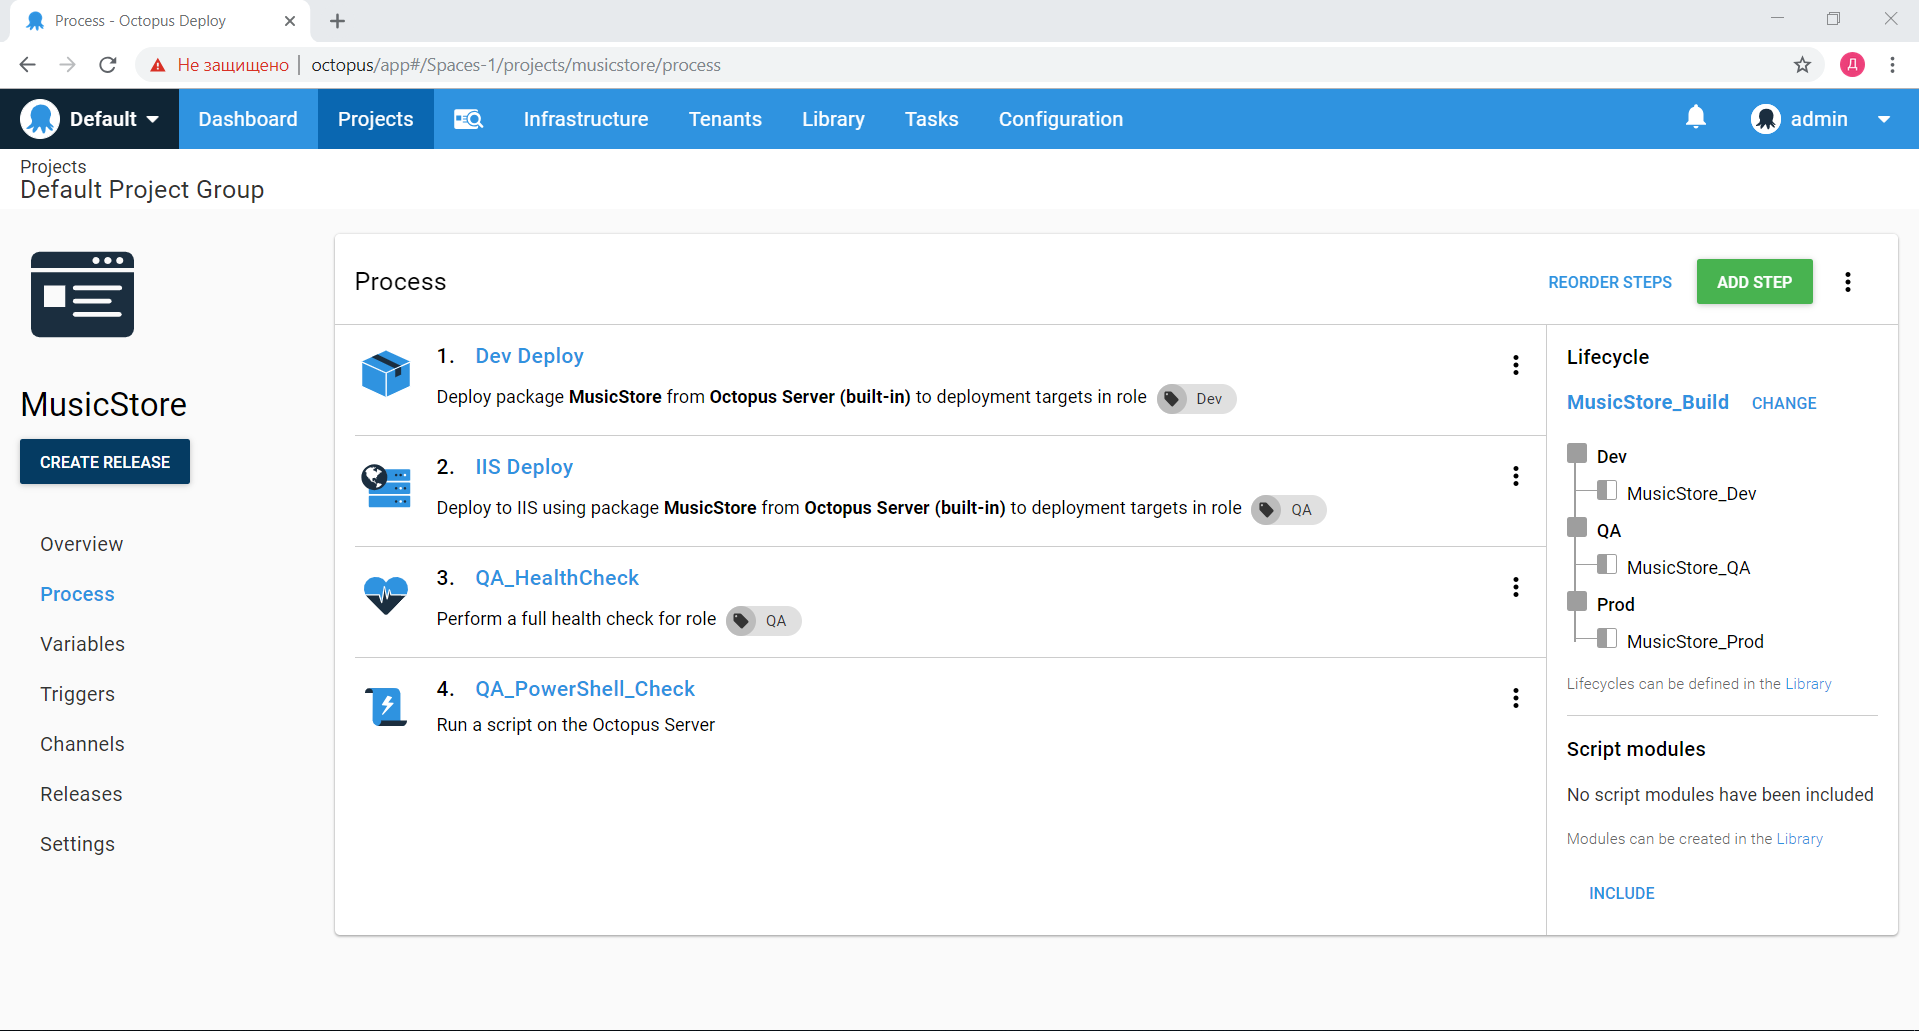 Process - Octopus Deploy
Не защищено | octopus/app#/Spaces-1/projects/musicstore/process
Д
Default Dashboard Projects Infrastructure Tenants Library Tasks Configuration admin
Projects
Default Project Group
MusicStore
CREATE RELEASE
Overview
Process
Variables
Triggers
Channels
Releases
Settings
Process REORDER STEPS ADD STEP
1. Dev Deploy
Deploy package MusicStore from Octopus Server (built-in) to deployment targets in role Dev
2. IIS Deploy
Deploy to IIS using package MusicStore from Octopus Server (built-in) to deployment targets in role QA
3. QA_HealthCheck
Perform a full health check for role QA
4. QA_PowerShell_Check
Run a script on the Octopus Server
Lifecycle
MusicStore_Build CHANGE
Dev
MusicStore_Dev
QA
MusicStore_QA
Prod
MusicStore_Prod
Lifecycles can be defined in the Library
Script modules
No script modules have been included
Modules can be created in the Library
INCLUDE